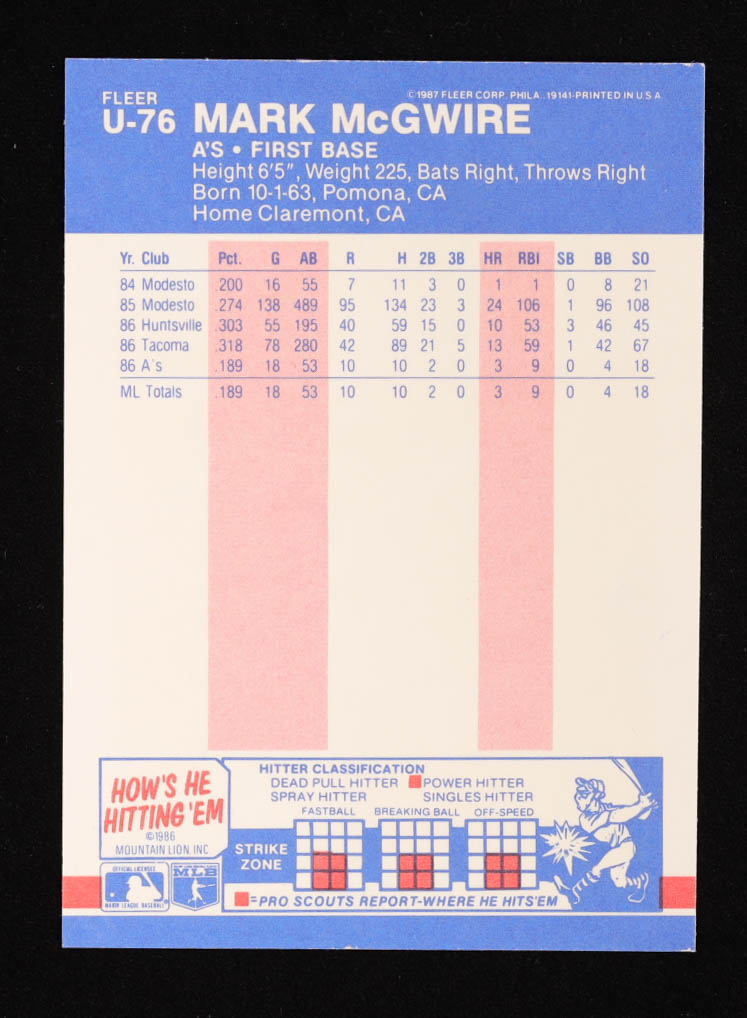 FLEER
©1987 FLEER CORP. PHILA. 19141-PRINTED IN U.S.A
U-76 MARK McGWIRE
A'S • FIRST BASE
Height 6'5", Weight 225, Bats Right, Throws Right
Born 10-1-63, Pomona, CA
Home Claremont, CA
Yr. Club Pct. G AB R H 2B 3B HR RBI SB BB SO
84 Modesto .200 16 55 7 11 3 0 1 1 0 8 21
85 Modesto .274 138 489 95 134 23 3 24 106 1 96 108
86 Huntsville .303 55 195 40 59 15 0 10 53 3 46 45
86 Tacoma .318 78 280 42 89 21 5 13 59 1 42 67
86 A's .189 18 53 10 10 2 0 3 9 0 4 18
ML Totals .189 18 53 10 10 2 0 3 9 0 4 18
HOW'S HE
HITTING 'EM
©1986
MOUNTAIN LION, INC
HITTER CLASSIFICATION
DEAD PULL HITTER POWER HITTER
SPRAY HITTER SINGLES HITTER
FASTBALL BREAKING BALL OFF-SPEED
STRIKE
ZONE
=PRO SCOUTS REPORT-WHERE HE HITS 'EM
OFFICIAL LICENSEE
MAJOR LEAGUE BASEBALL
MLB